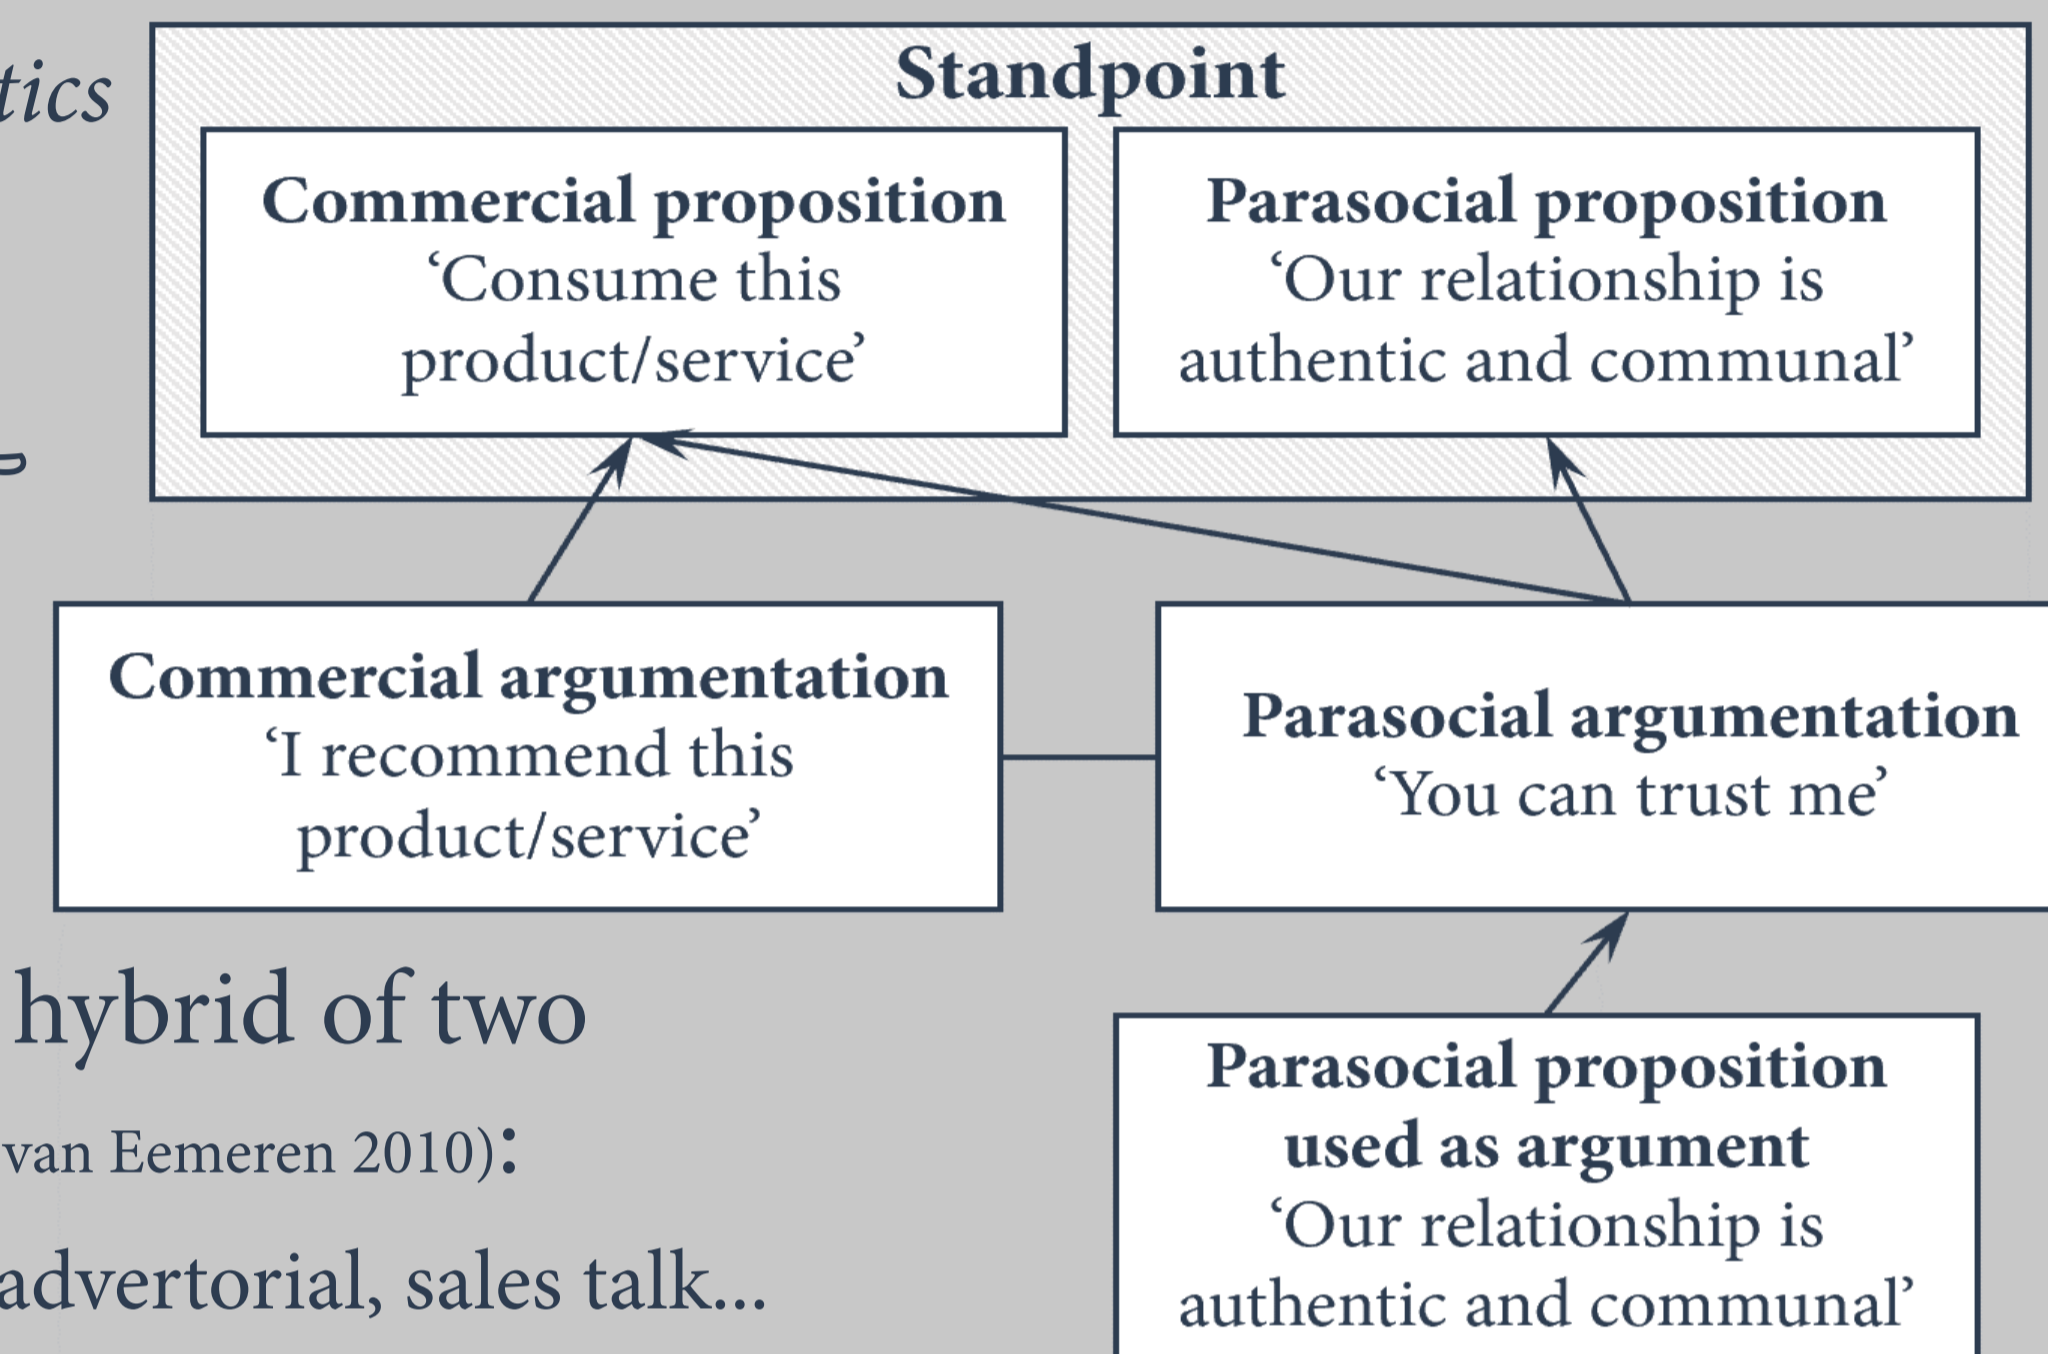 tics
Standpoint
Commercial proposition
‘Consume this
product/service’
Parasocial proposition
‘Our relationship is
authentic and communal’
Commercial argumentation
‘I recommend this
product/service’
Parasocial argumentation
‘You can trust me’
hybrid of two
van Eemeren 2010):
advertorial, sales talk...
Parasocial proposition
used as argument
‘Our relationship is
authentic and communal’